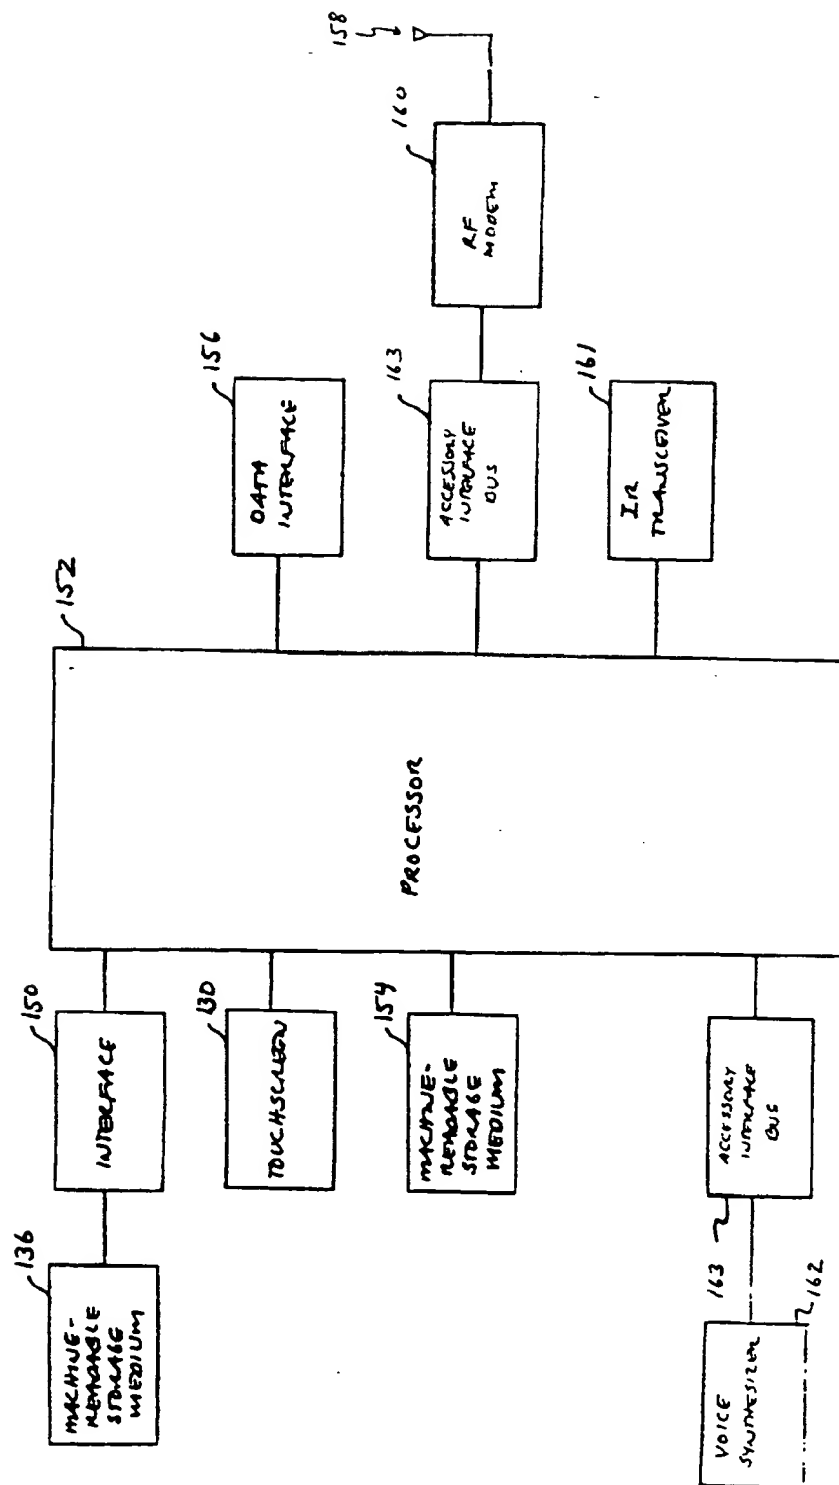 136
MACHINE-
READABLE
STORAGE
MEDIUM
150
INTERFACE
130
TOUCHSCREEN
154
MACHINE-
READABLE
STORAGE
MEDIUM
VOICE
SYNTHESIZER
162
163
ACCESSORY
INTERFACE
BUS
152
PROCESSOR
156
DATA
INTERFACE
163
ACCESSORY
INTERFACE
BUS
161
IR
TRANSCEIVER
160
RF
MODEM
158